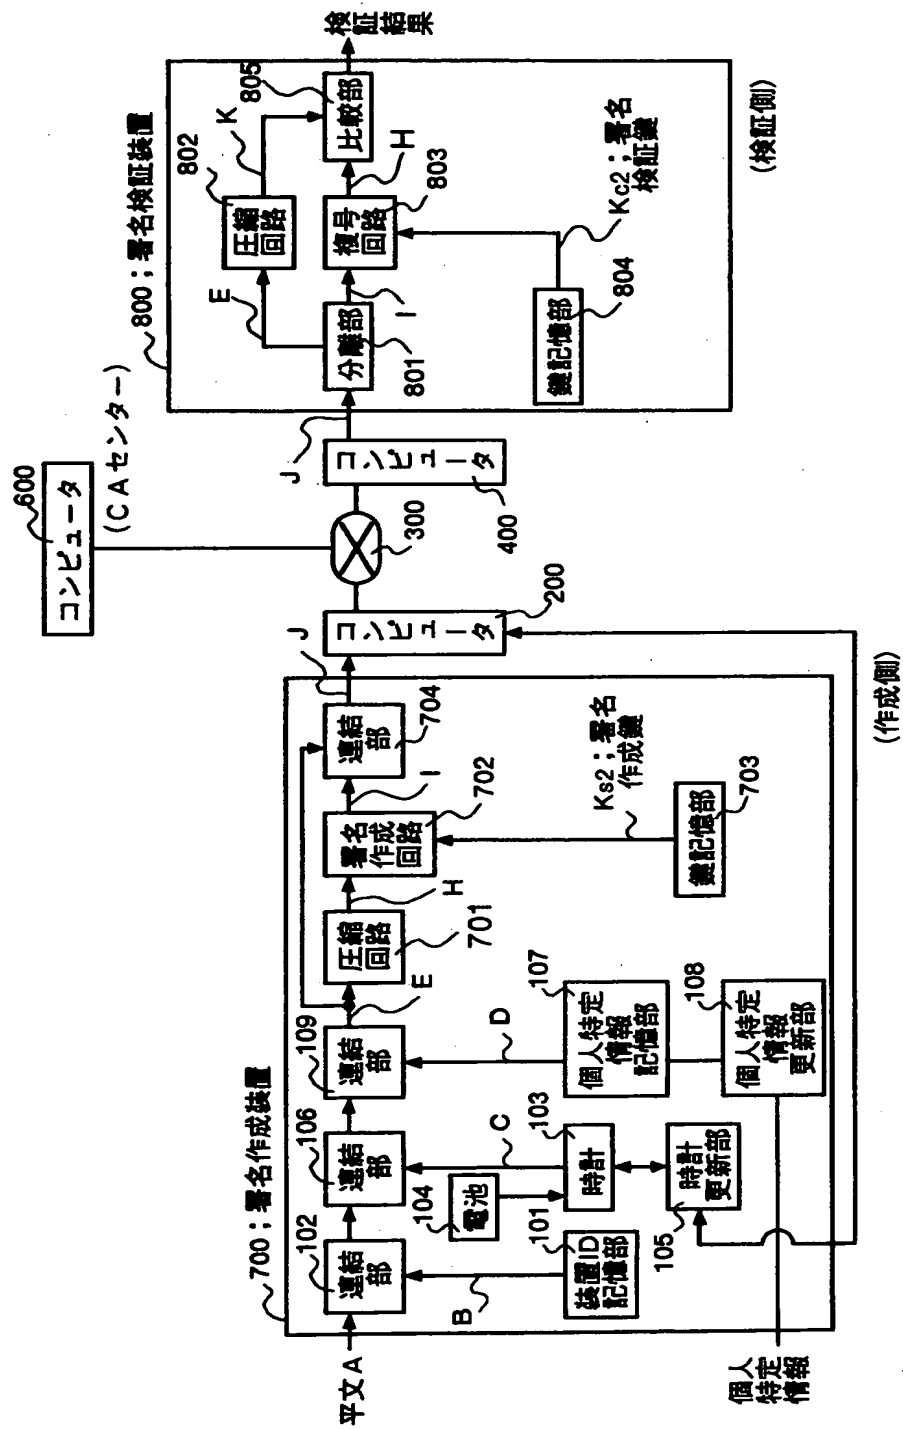 700；署名作成装置
平文A
102
連結部
106
連結部
109
連結部
E
圧縮回路
701
H
署名作成回路
702
I
連結部
704
J
B
101
装置ID記憶部
104
電池
C
103
時計
105
時計更新部
D
107
個人特定情報記憶部
108
個人特定情報更新部
個人特定情報
Ks2；署名作成鍵
鍵記憶部
703
(作成側)
コンピュータ
200
300
600
コンピュータ
(CAセンター)
コンピュータ
400
J
800；署名検証装置
分離部
801
E
I
802
圧縮回路
K
複号回路
803
H
805
比較部
検証結果
Kc2；署名検証鍵
鍵記憶部
804
(検証側)